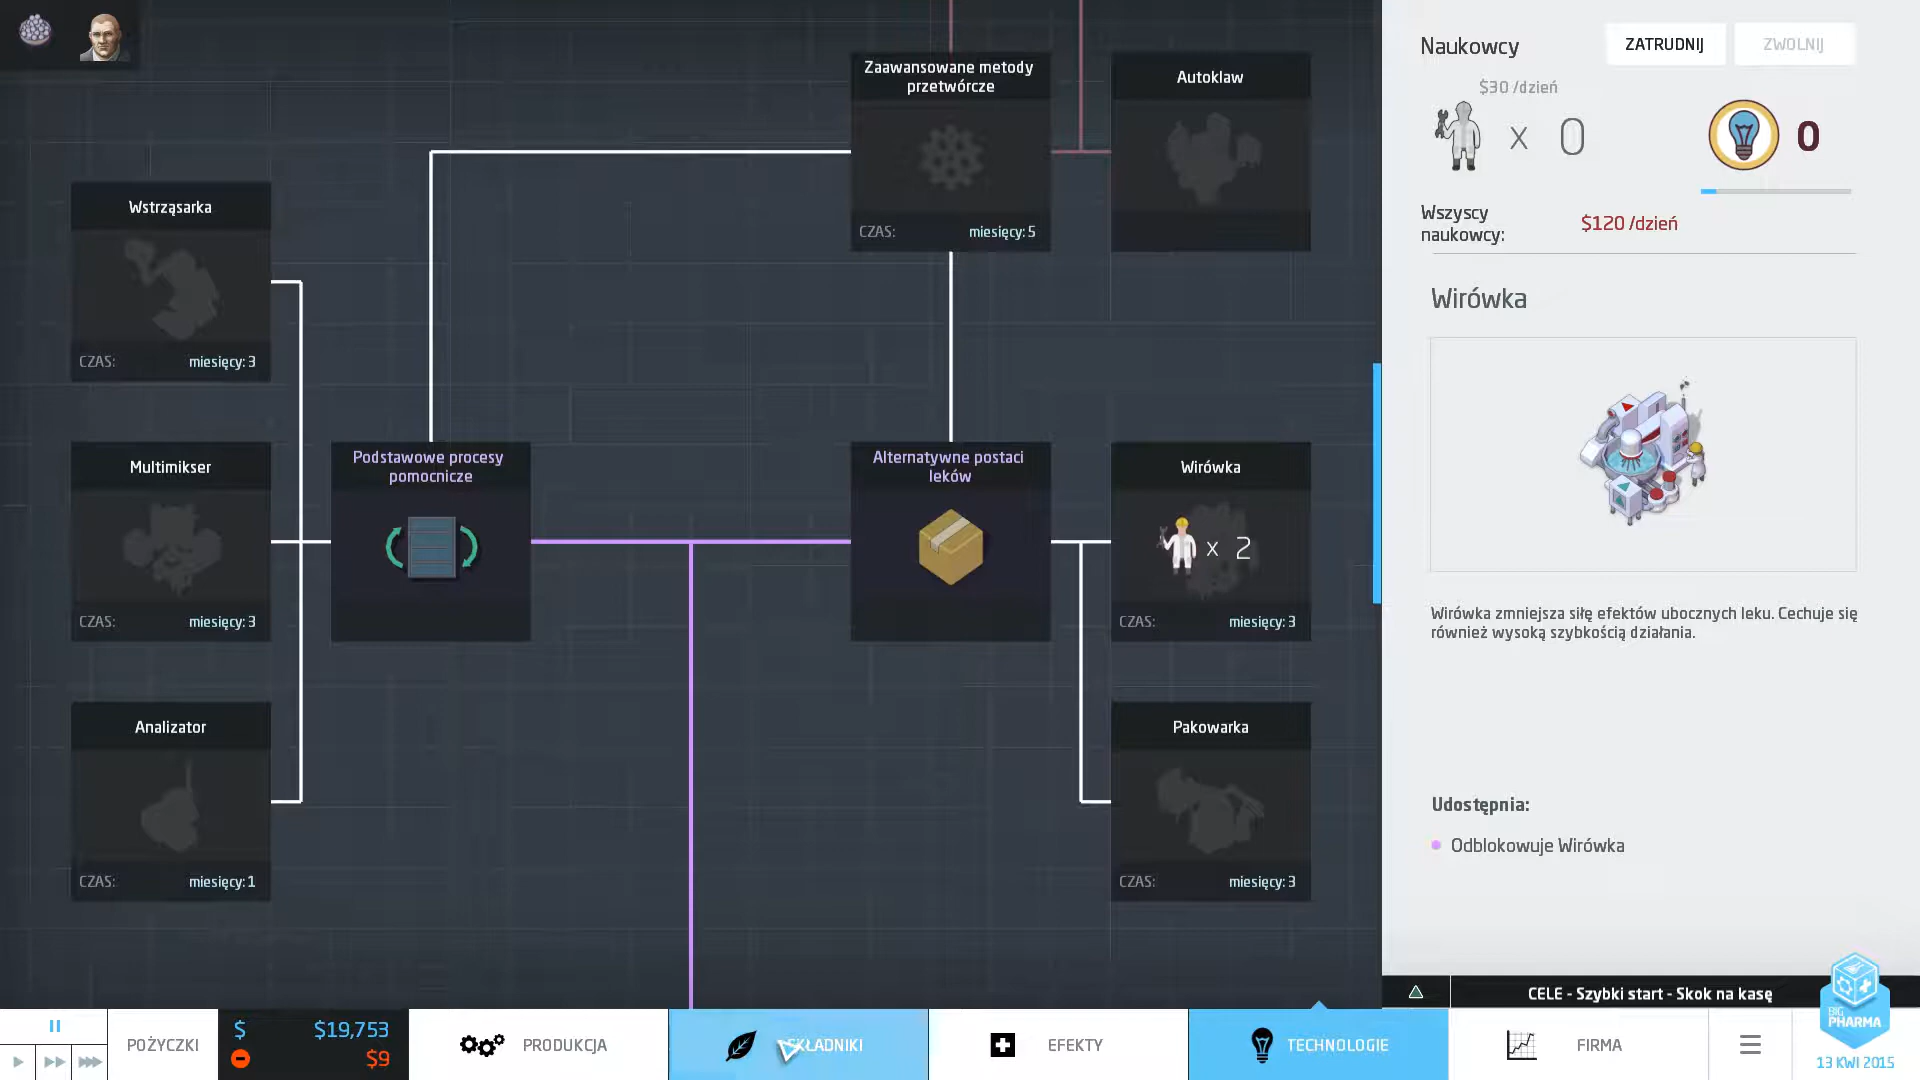 Zaawansowane metody
przetwórcze
CZAS:
miesięcy: 5
Autoklaw
Wstrząsarka
CZAS:
miesięcy: 3
Multimikser
CZAS:
miesięcy: 3
Podstawowe procesy
pomocnicze
Alternatywne postaci
leków
Wirówka
x 2
CZAS:
miesięcy: 3
Analizator
CZAS:
miesięcy: 1
Pakowarka
CZAS:
miesięcy: 3
Naukowcy
ZATRUDNIJ
ZWOLNIJ
$30 /dzień
x 0
0
Wszyscy
naukowcy:
$120 /dzień
Wirówka
Wirówka zmniejsza siłę efektów ubocznych leku. Cechuje się
również wysoką szybkością działania.
Udostępnia:
Odblokowuje Wirówka
CELE - Szybki start - Skok na kasę
POŻYCZKI
$ $19,753
$9
PRODUKCJA
SKŁADNIKI
EFEKTY
TECHNOLOGIE
FIRMA
BIG
PHARMA
13 KWI 2015